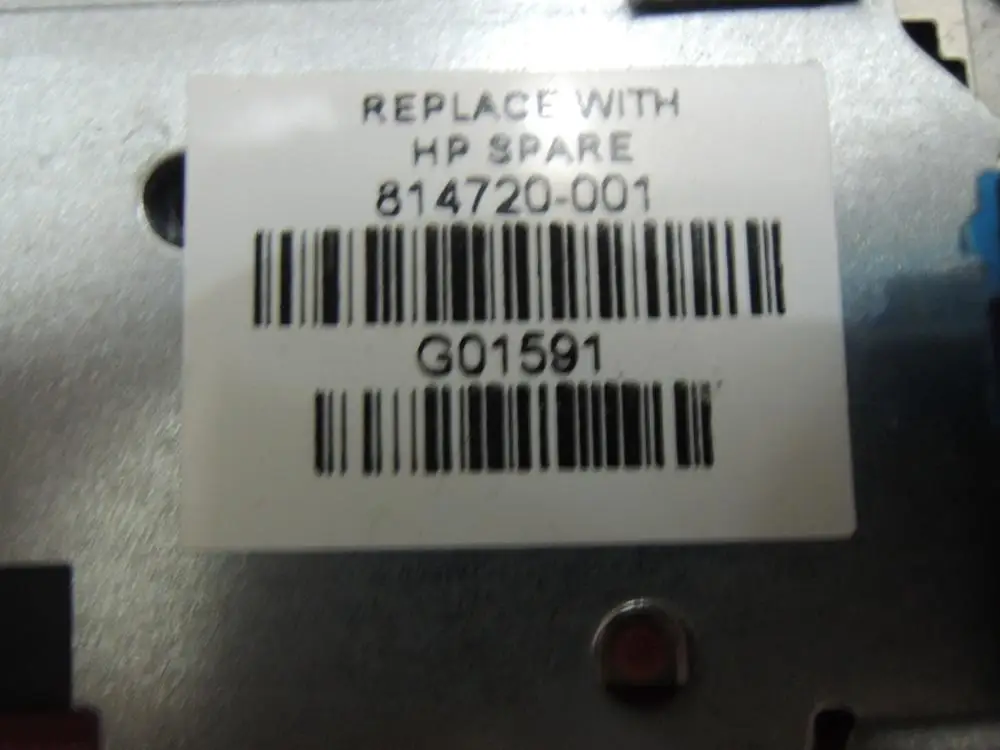 REPLACE WITH
HP SPARE
814720-001
G01591